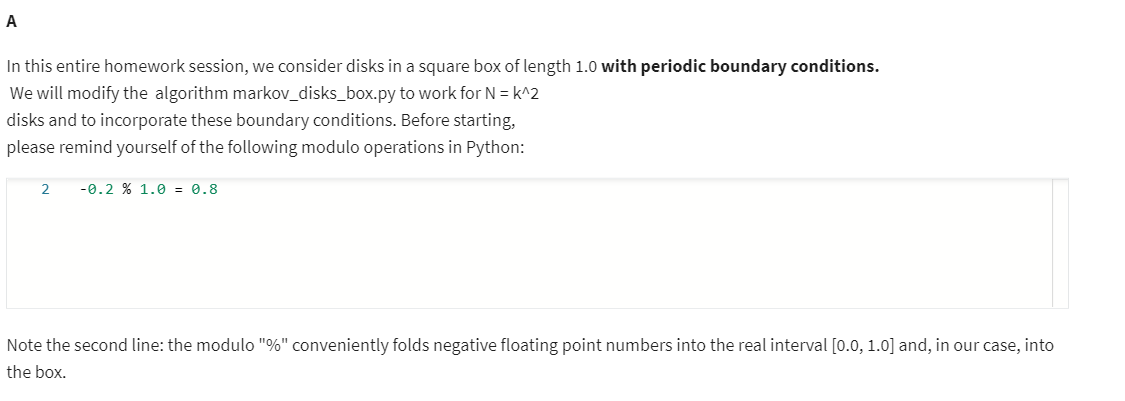 A
In this entire homework session, we consider disks in a square box of length 1.0 with periodic boundary conditions.
We will modify the algorithm markov_disks_box.py to work for N = k^2
disks and to incorporate these boundary conditions. Before starting,
please remind yourself of the following modulo operations in Python:
2 -0.2 % 1.0 = 0.8
Note the second line: the modulo "%" conveniently folds negative floating point numbers into the real interval [0.0, 1.0] and, in our case, into
the box.